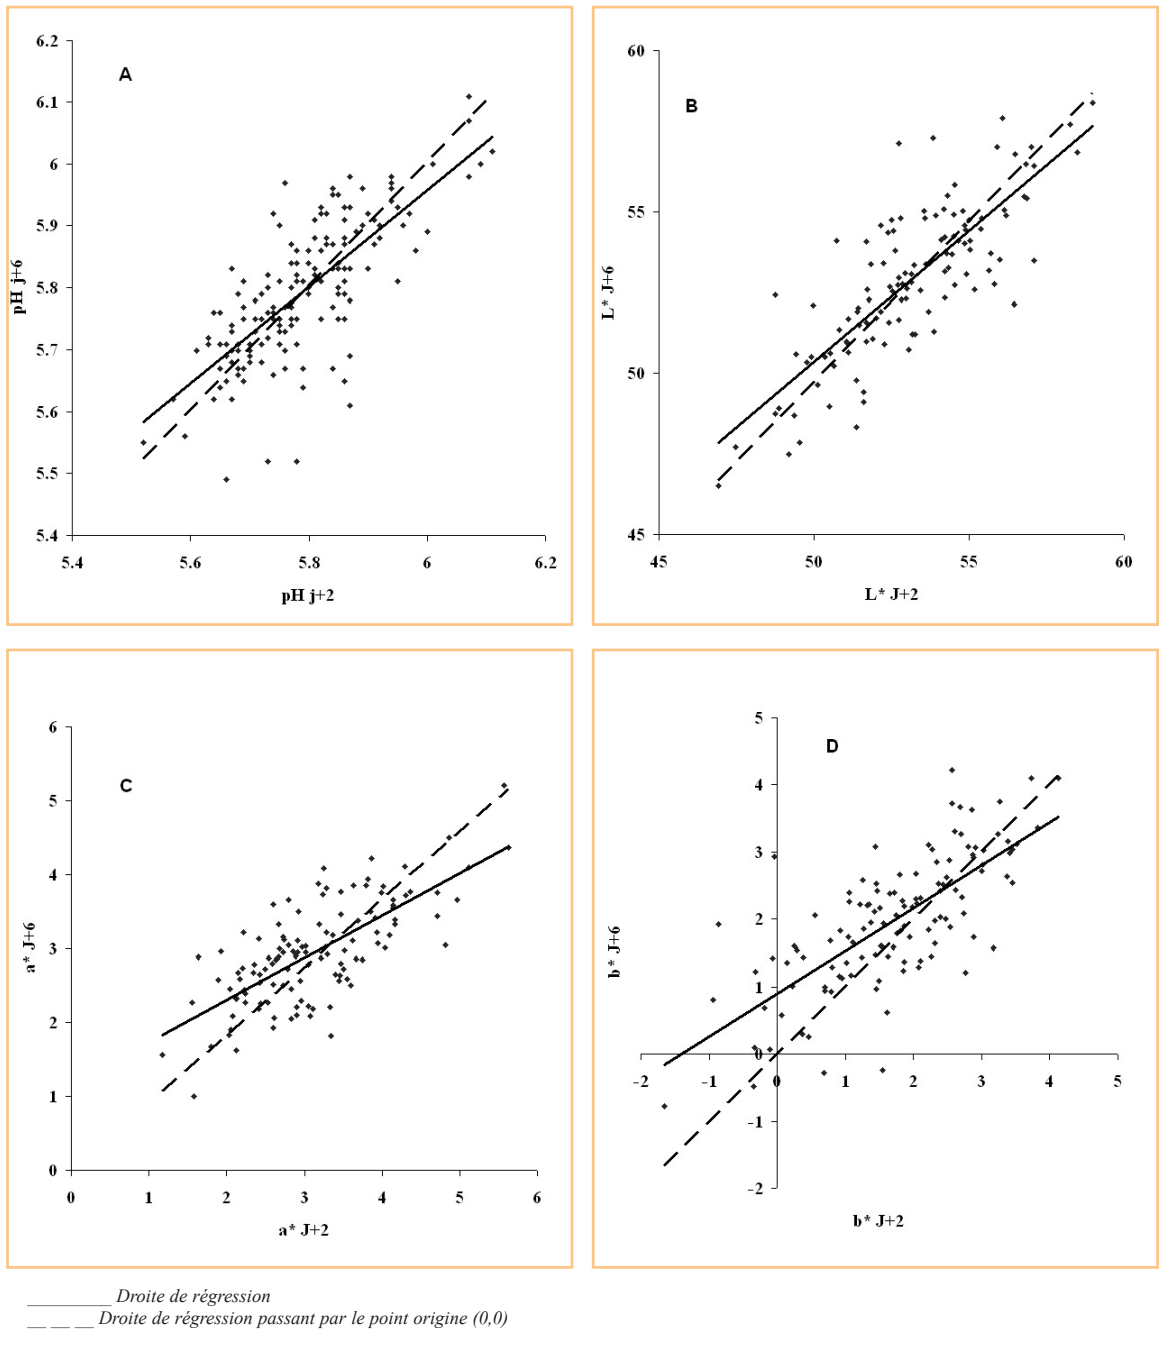 A
6.2
6.1
6
5.9
5.8
5.7
5.6
5.5
5.4
pH j+6
5.4 5.6 5.8 6 6.2
pH j+2
B
60
55
50
45
L* J+6
45 50 55 60
L* J+2
C
6
5
4
3
2
1
0
a* J+6
0 1 2 3 4 5 6
a* J+2
D
5
4
3
2
1
0
-1
-2
b* J+6
-2 -1 0 1 2 3 4 5
b* J+2
_________ Droite de régression
__ __ __ Droite de régression passant par le point origine (0,0)